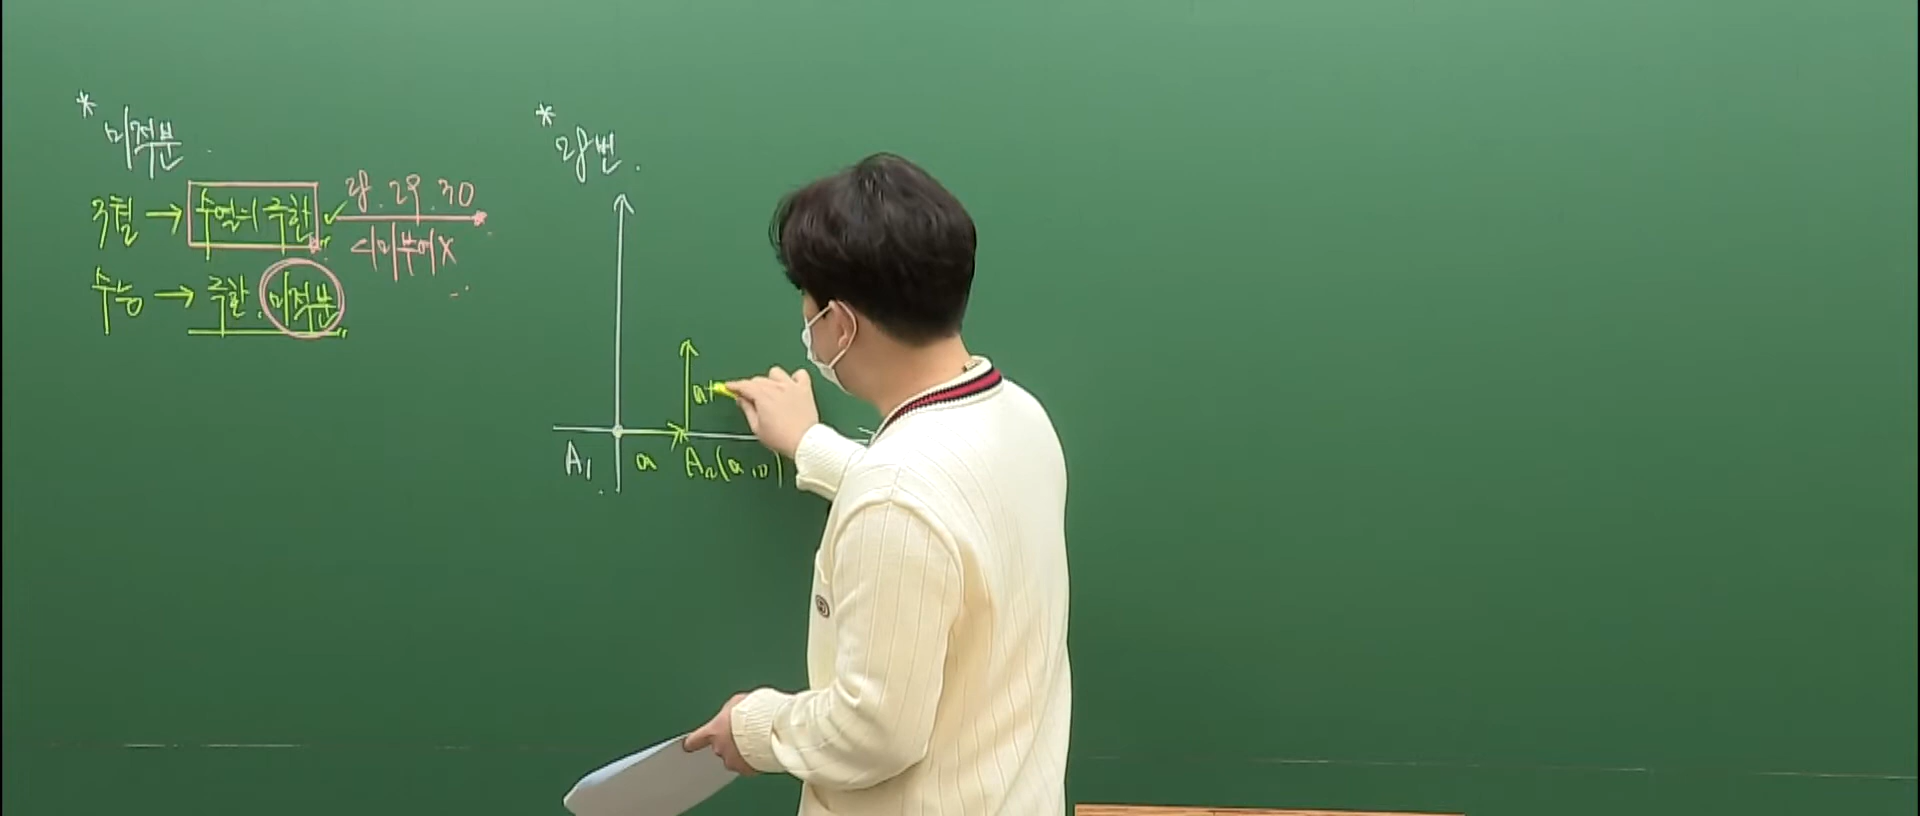 * 미적분
3월 → 수열의 극한 ✓ 28. 29. 30
<미분에 X
수능 → 극한. 미적분
* 28번.
a+
A₁ a A₂(a, 0)